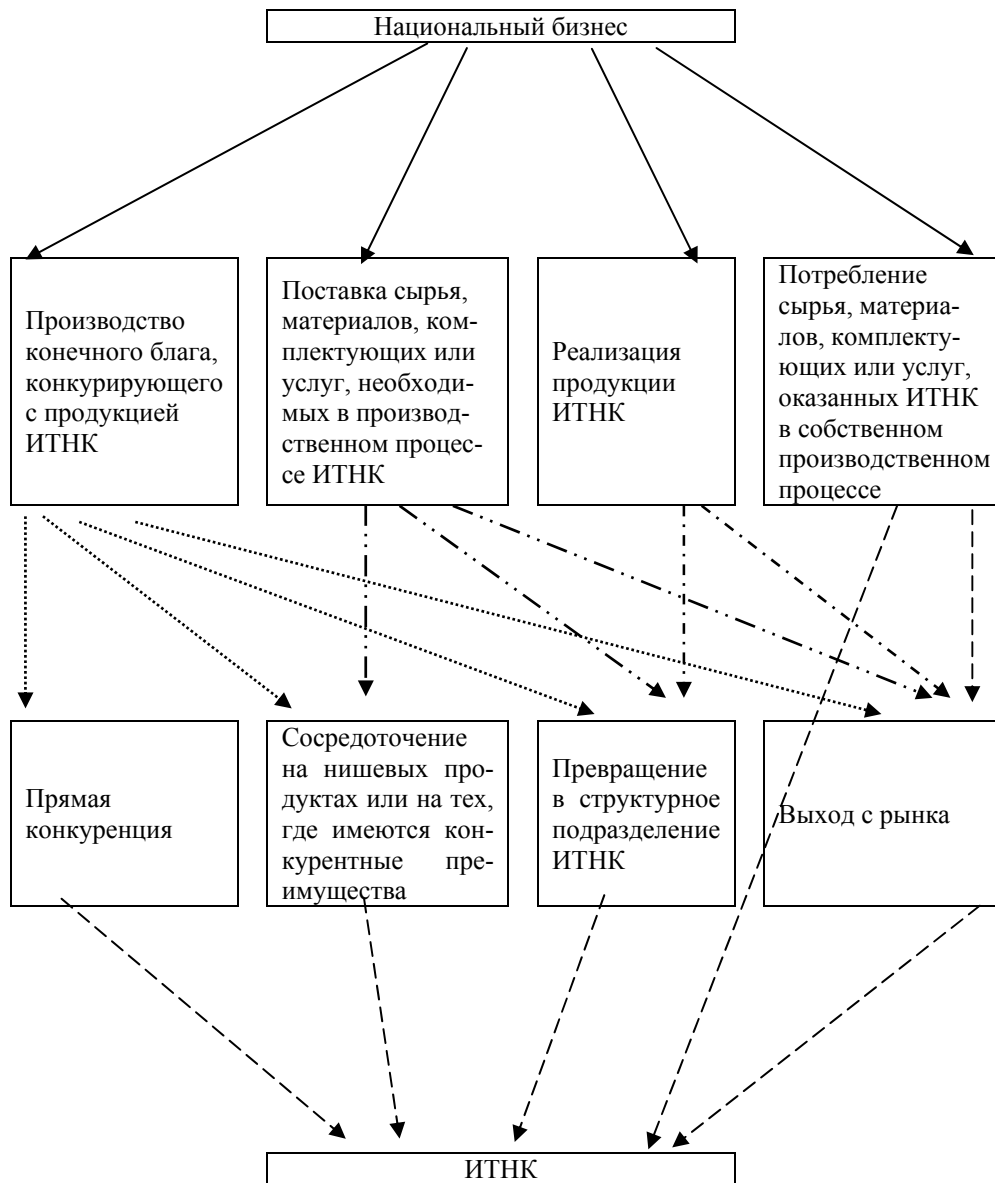 Национальный бизнес
Производство
конечного блага,
конкурирующего
с продукцией
ИТНК
Поставка сырья,
материалов, ком-
плектующих или
услуг, необходи-
мых в производ-
ственном процес-
се ИТНК
Реализация
продукции
ИТНК
Потребление
сырья, материа-
лов, комплекту-
ющих или услуг,
оказанных ИТНК
в собственном
производственном
процессе
Прямая
конкуренция
Сосредоточение
на нишевых про-
дуктах или на тех,
где имеются кон-
курентные пре-
имущества
Превращение
в структурное
подразделение
ИТНК
Выход с рынка
ИТНК